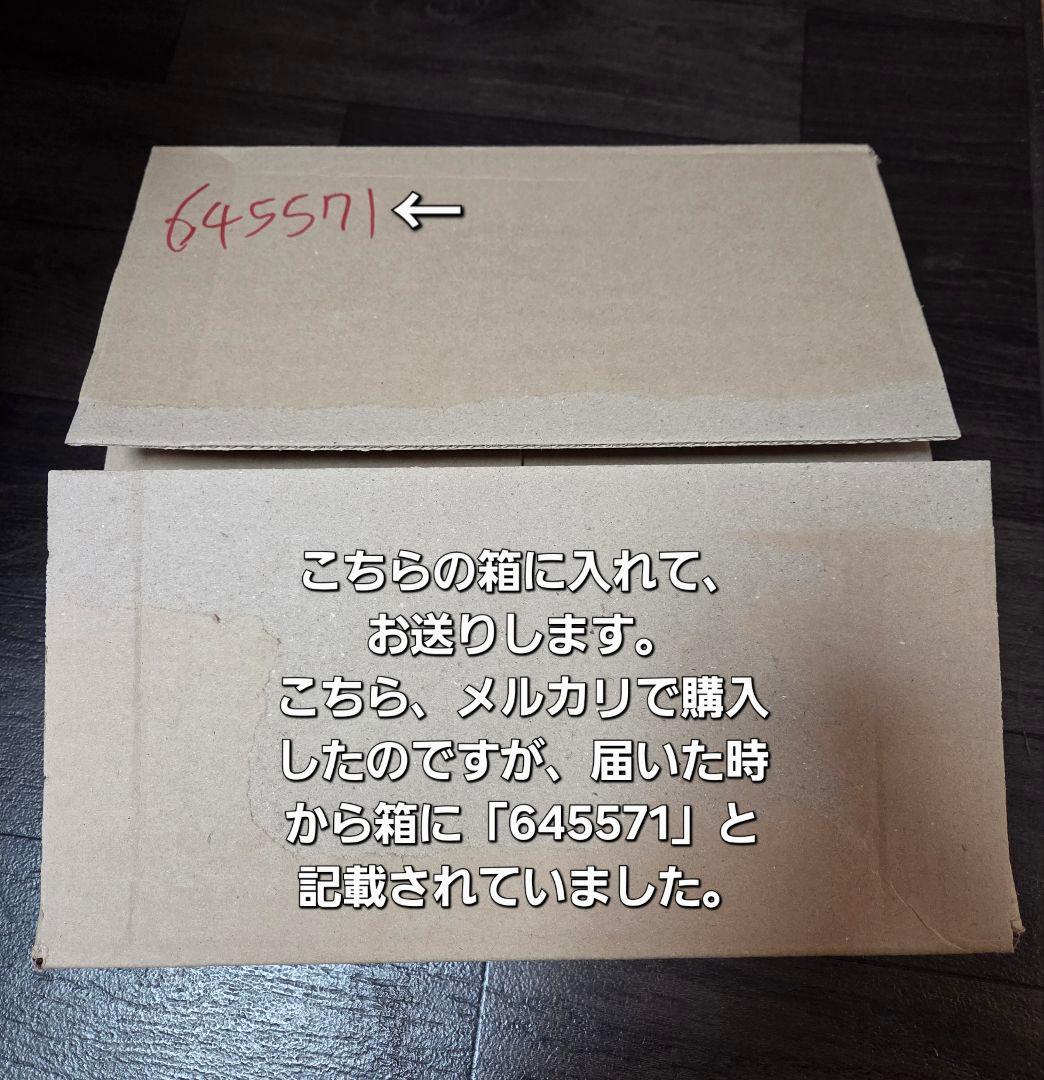 645571←
こちらの箱に入れて、
お送りします。
こちら、メルカリで購入
したのですが、届いた時
から箱に「645571」と
記載されていました。